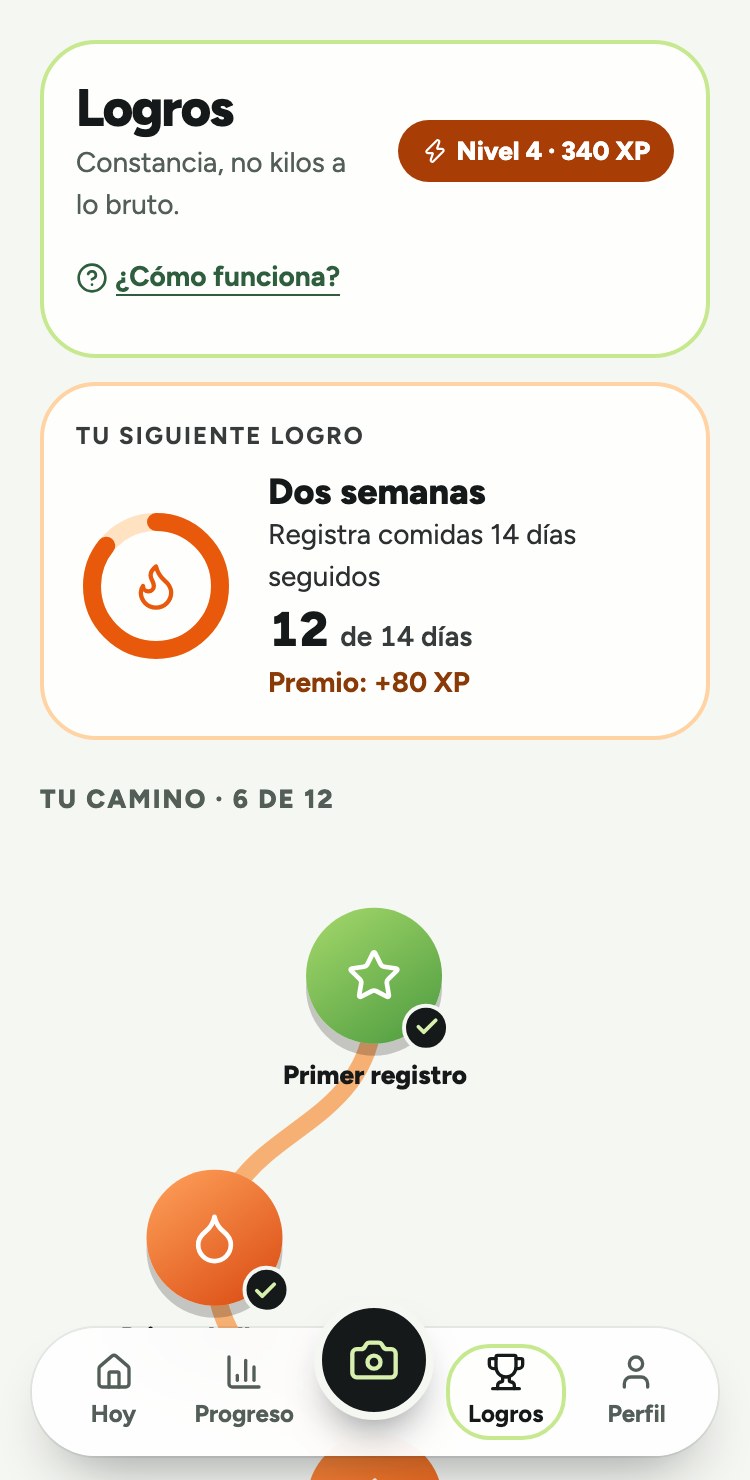 Logros
Constancia, no kilos a
lo bruto.
Nivel 4 · 340 XP
¿Cómo funciona?
TU SIGUIENTE LOGRO
Dos semanas
Registra comidas 14 días
seguidos
12 de 14 días
Premio: +80 XP
TU CAMINO · 6 DE 12
Primer registro
Hoy
Progreso
Logros
Perfil